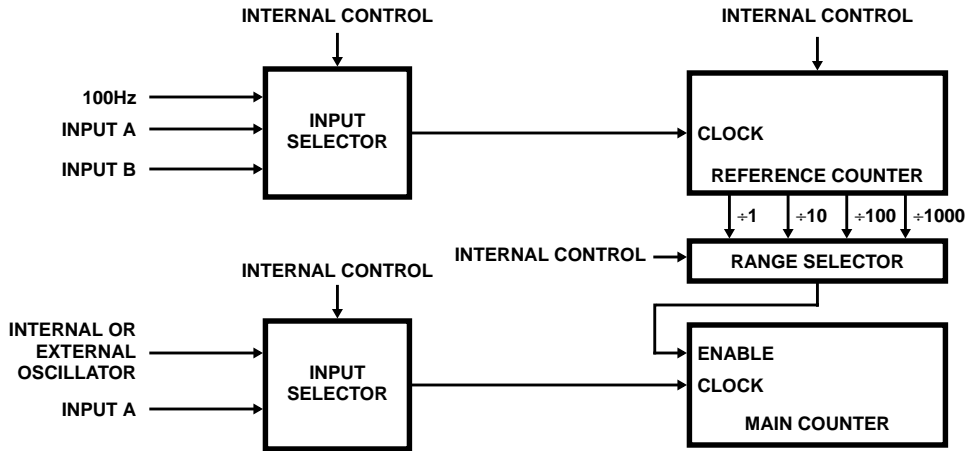 INTERNAL CONTROL
INTERNAL CONTROL
100Hz
INPUT A
INPUT B
INPUT
SELECTOR
CLOCK
REFERENCE COUNTER
÷1
÷10
÷100
÷1000
INTERNAL CONTROL
RANGE SELECTOR
INTERNAL CONTROL
INTERNAL OR
EXTERNAL
OSCILLATOR
INPUT A
INPUT
SELECTOR
ENABLE
CLOCK
MAIN COUNTER